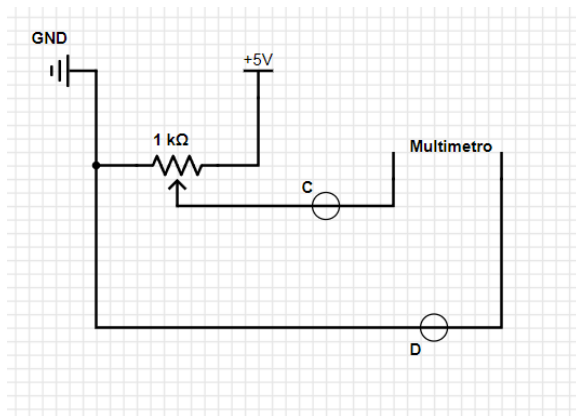 GND
+5V
1 kΩ
Multimetro
C
D